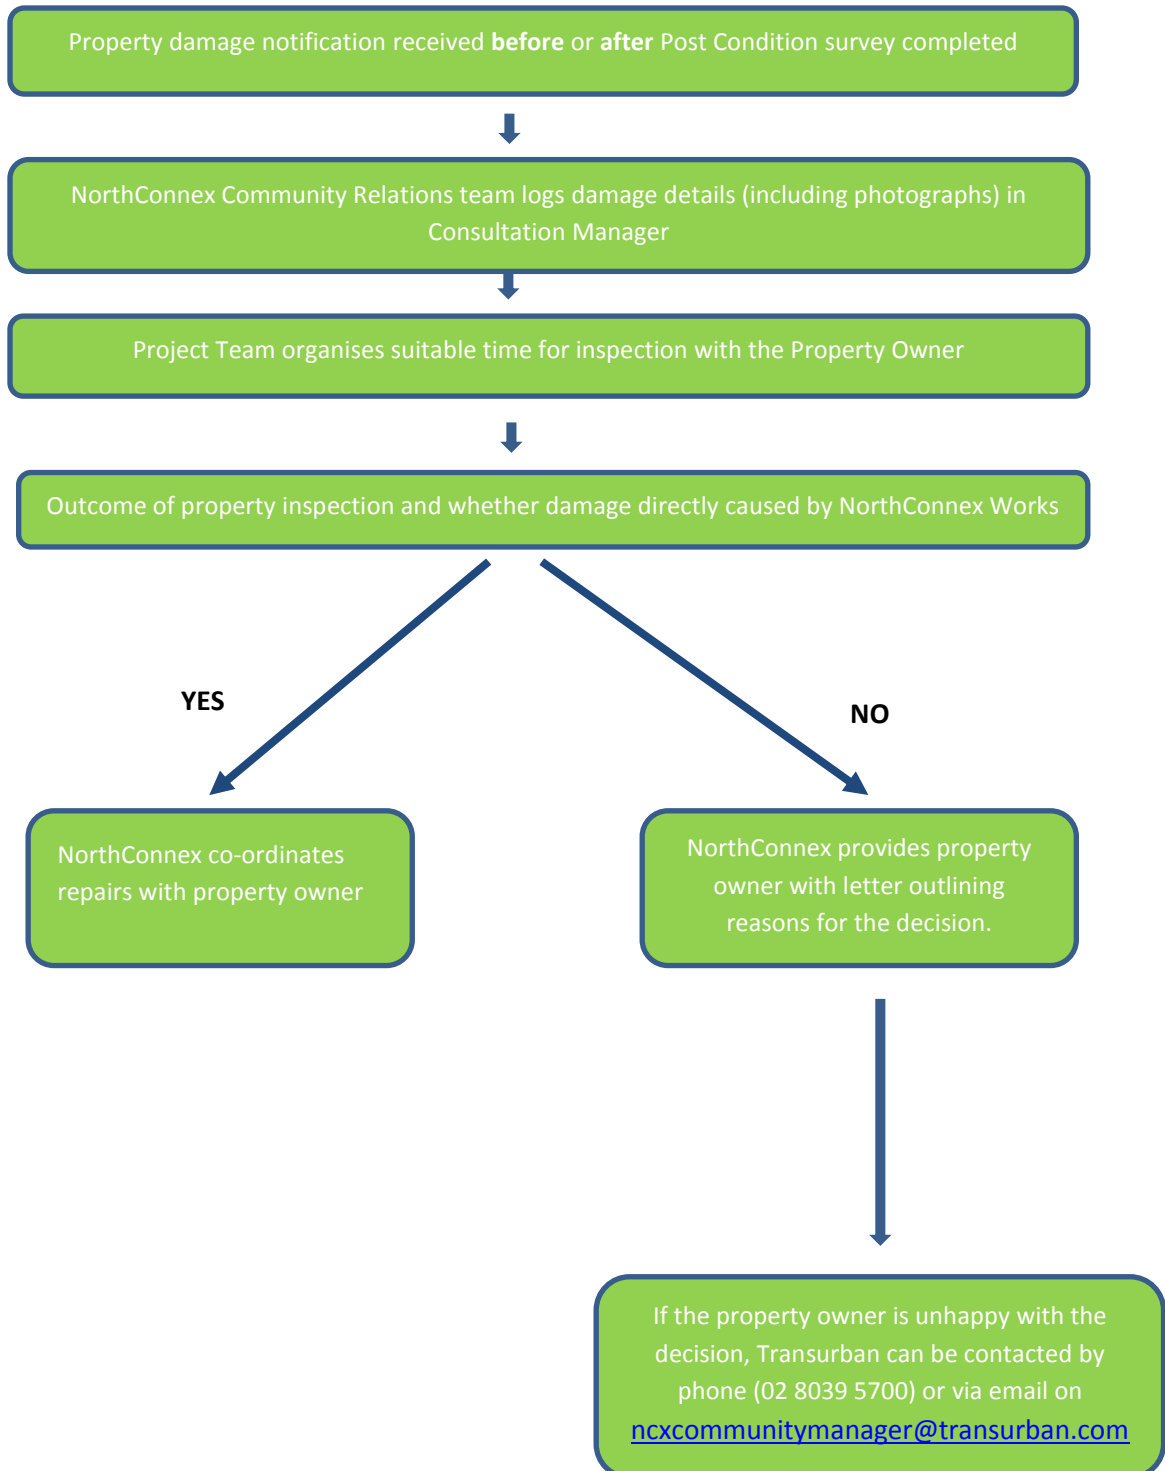 Property damage notification received before or after Post Condition survey completed
NorthConnex Community Relations team logs damage details (including photographs) in
Consultation Manager
Project Team organises suitable time for inspection with the Property Owner
Outcome of property inspection and whether damage directly caused by NorthConnex Works
YES
NO
NorthConnex co-ordinates
repairs with property owner
NorthConnex provides property
owner with letter outlining
reasons for the decision.
If the property owner is unhappy with the
decision, Transurban can be contacted by
phone (02 8039 5700) or via email on
ncxcommunitymanager@transurban.com